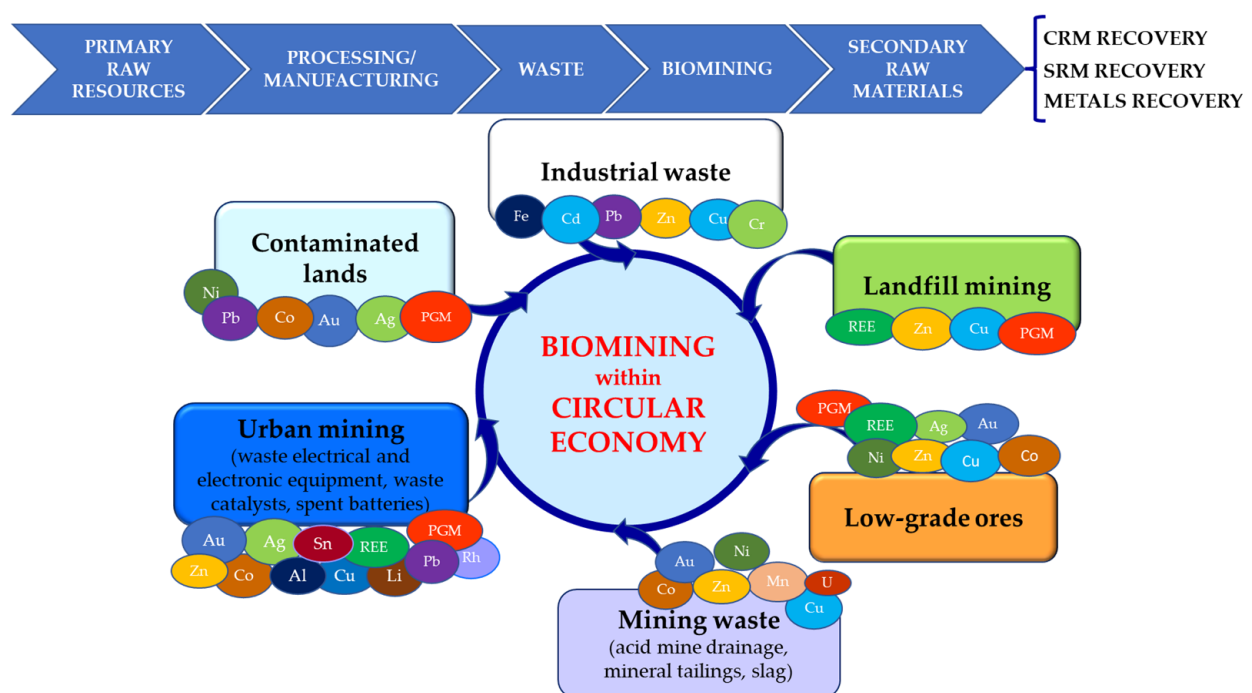 PRIMARY
RAW
RESOURCES
PROCESSING/
MANUFACTURING
WASTE
BIOMINING
SECONDARY
RAW
MATERIALS
CRM RECOVERY
SRM RECOVERY
METALS RECOVERY
Industrial waste
Fe Cd Pb Zn Cu Cr
Contaminated
lands
Ni
Pb Co Au Ag PGM
Landfill mining
REE Zn Cu PGM
BIOMINING
within
CIRCULAR
ECONOMY
Urban mining
(waste electrical and
electronic equipment, waste
catalysts, spent batteries)
Au Ag Sn REE PGM
Zn Co Al Cu Li Pb Rh
PGM REE Ag Au
Ni Zn Cu Co
Low-grade ores
Au Ni
Co Zn Mn U
Cu
Mining waste
(acid mine drainage,
mineral tailings, slag)